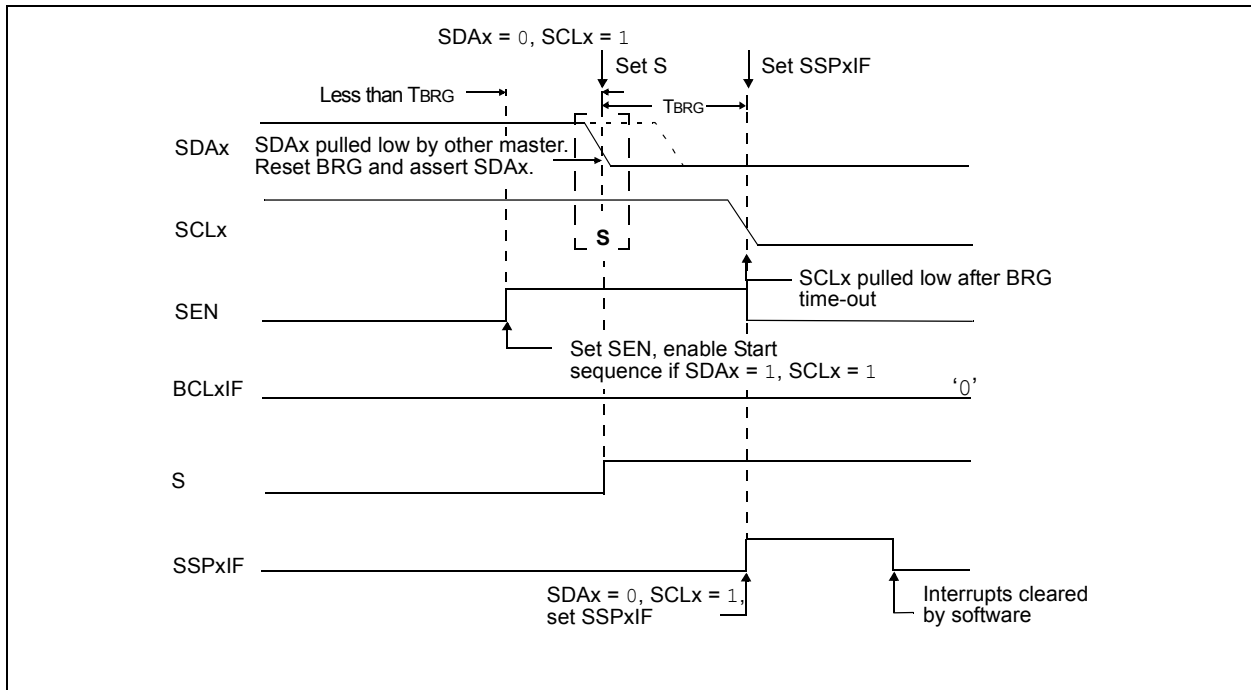 SDAx = 0, SCLx = 1
Set S
Set SSPxIF
Less than TBRG
TBRG
SDAx
SDAx pulled low by other master.
Reset BRG and assert SDAx.
SCLx
S
SCLx pulled low after BRG
time-out
SEN
Set SEN, enable Start
sequence if SDAx = 1, SCLx = 1
BCLxIF
‘0’
S
SSPxIF
SDAx = 0, SCLx = 1,
set SSPxIF
Interrupts cleared
by software